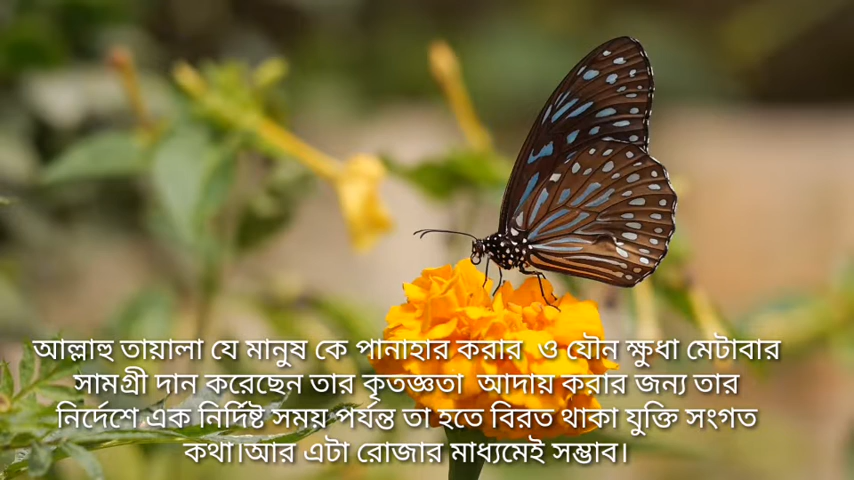 আল্লাহু তায়ালা যে মানুষ কে পানাহার করার ও যৌন ক্ষুধা মেটাবার
সামগ্রী দান করেছেন তার কৃতজ্ঞতা আদায় করার জন্য তার
নির্দেশে এক নির্দিষ্ট সময় পর্যন্ত তা হতে বিরত থাকা যুক্তি সংগত
কথা।আর এটা রোজার মাধ্যমেই সম্ভাব।